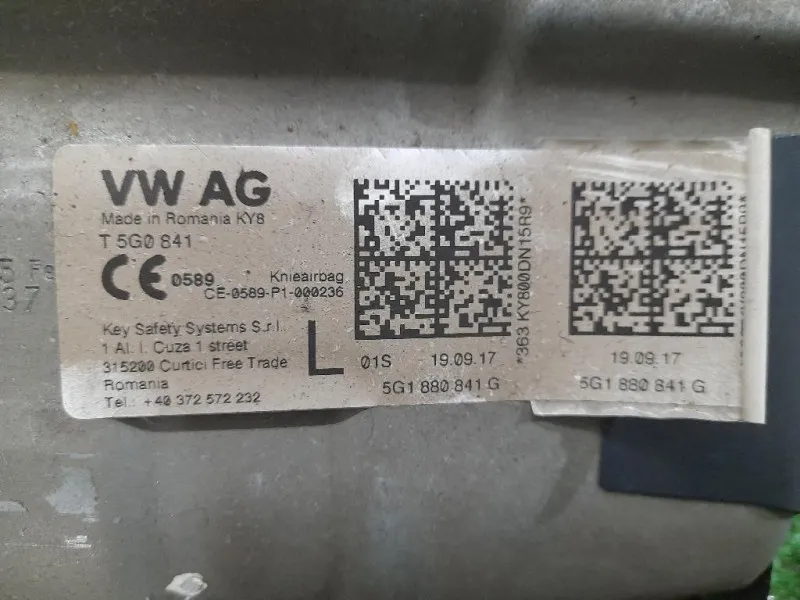 VW AG
Made in Romania KY8
T 5G0 841
CE 0589 Knieairbag
CE-0589-P1-000236
Key Safety Systems S.r.l.
1 Al. I. Cuza 1 street
315200 Curtici Free Trade
Romania
Tel.: +40 372 572 232
L
01S 19.09.17
5G1 880 841 G
*363 KY800DN15R9*
19.09.17
5G1 880 841 G